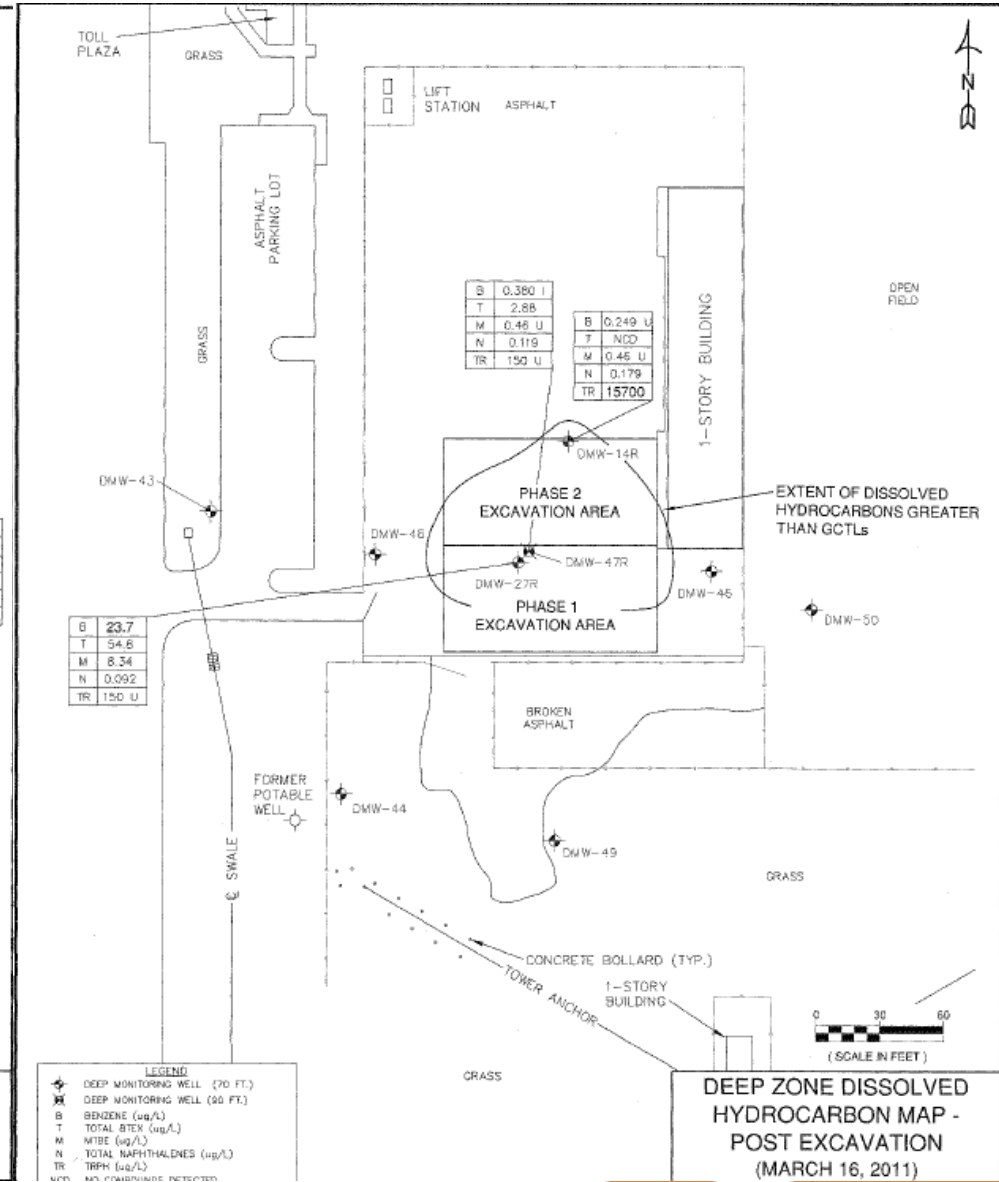 TOLL
PLAZA
GRASS
LIFT
STATION
ASPHALT
N
ASPHALT
PARKING LOT
GRASS
OPEN
FIELD
1-STORY BUILDING
B 0.380 I
T 2.88
M 0.46 U
N 0.119
TR 150 U
B 0.249 U
T NCD
M 0.46 U
N 0.179
TR 15700
DMW-14R
DMW-43
PHASE 2
EXCAVATION AREA
EXTENT OF DISSOLVED
HYDROCARBONS GREATER
THAN GCTLs
DMW-48
DMW-47R
DMW-27R
DMW-46
PHASE 1
EXCAVATION AREA
DMW-50
B 23.7
T 54.6
M 8.34
N 0.092
TR 150 U
BROKEN
ASPHALT
FORMER
POTABLE
WELL
DMW-44
DMW-49
℄ SWALE
GRASS
CONCRETE BOLLARD (TYP.)
TOWER ANCHOR
1-STORY
BUILDING
0 30 60
( SCALE IN FEET )
GRASS
LEGEND
DEEP MONITORING WELL (70 FT.)
DEEP MONITORING WELL (90 FT.)
B BENZENE (ug/L)
T TOTAL BTEX (ug/L)
M MTBE (ug/L)
N TOTAL NAPHTHALENES (ug/L)
TR TRPH (ug/L)
NCD NO COMPOUNDS DETECTED
DEEP ZONE DISSOLVED
HYDROCARBON MAP -
POST EXCAVATION
(MARCH 16, 2011)